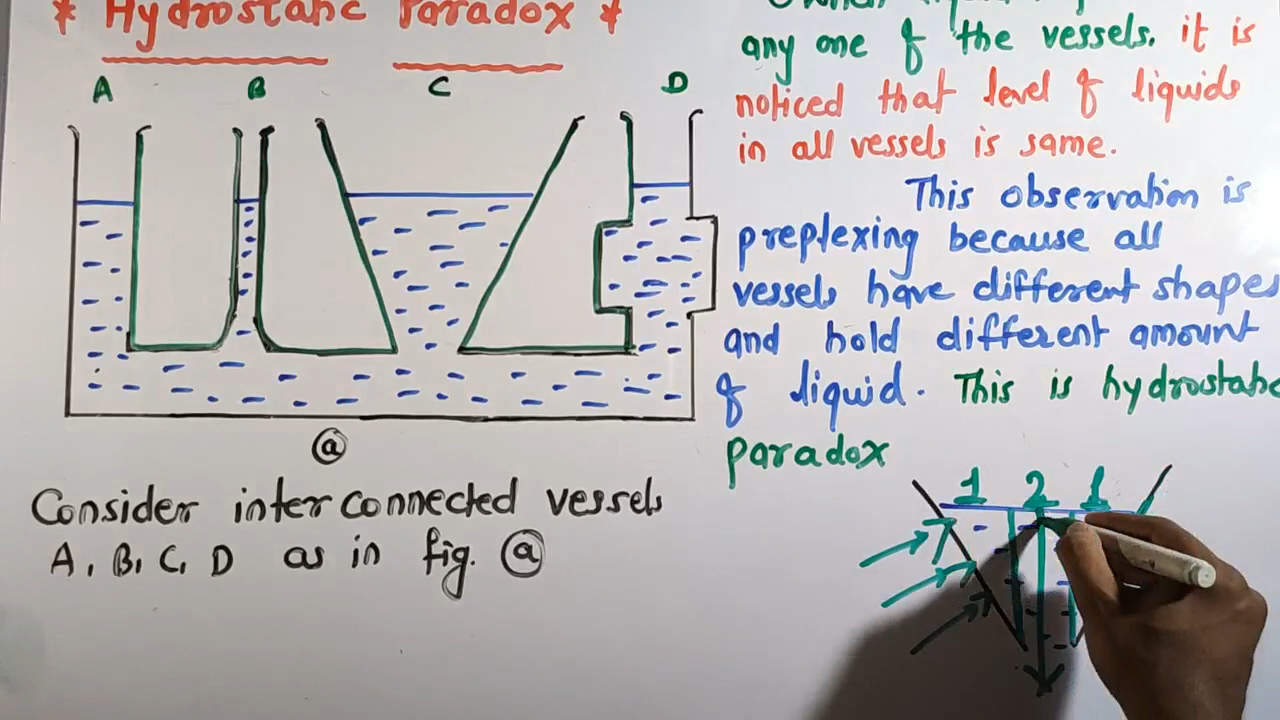 * Hydrostatic Paradox *
A B C D
ⓐ
Consider interconnected vessels
A, B, C, D as in fig. ⓐ
any one of the vessels. it is
noticed that level of liquids
in all vessels is same.
This observation is
preplexing because all
vessels have different shapes
and hold different amount
of liquid. This is hydrostatic
paradox
1 2 1